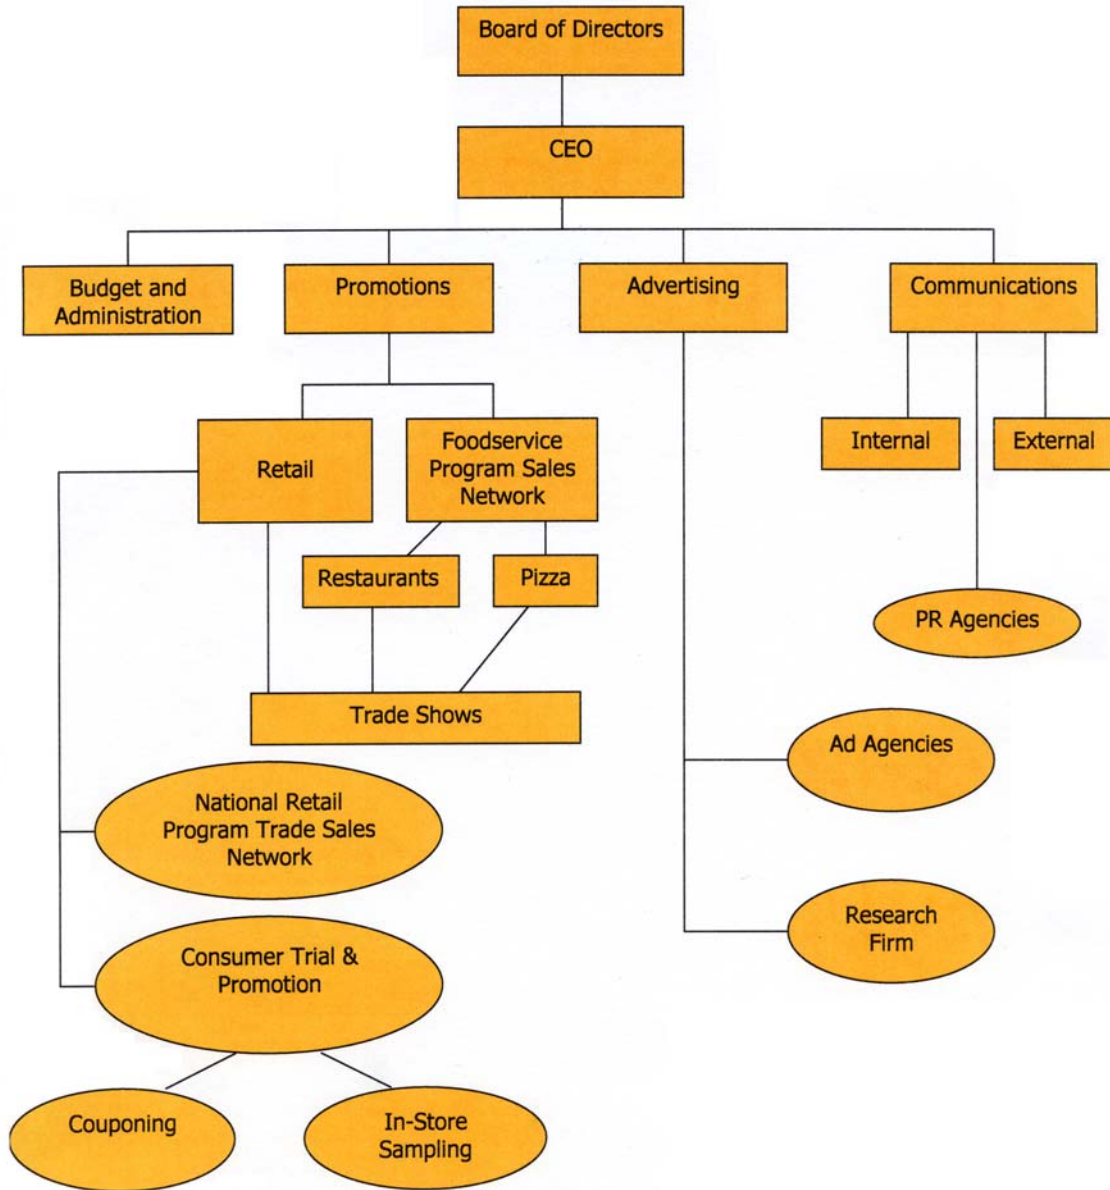 Board of Directors
CEO
Budget and
Administration
Promotions
Advertising
Communications
Retail
Foodservice
Program Sales
Network
Internal
External
Restaurants
Pizza
PR Agencies
Trade Shows
Ad Agencies
National Retail
Program Trade Sales
Network
Research
Firm
Consumer Trial &
Promotion
Couponing
In-Store
Sampling